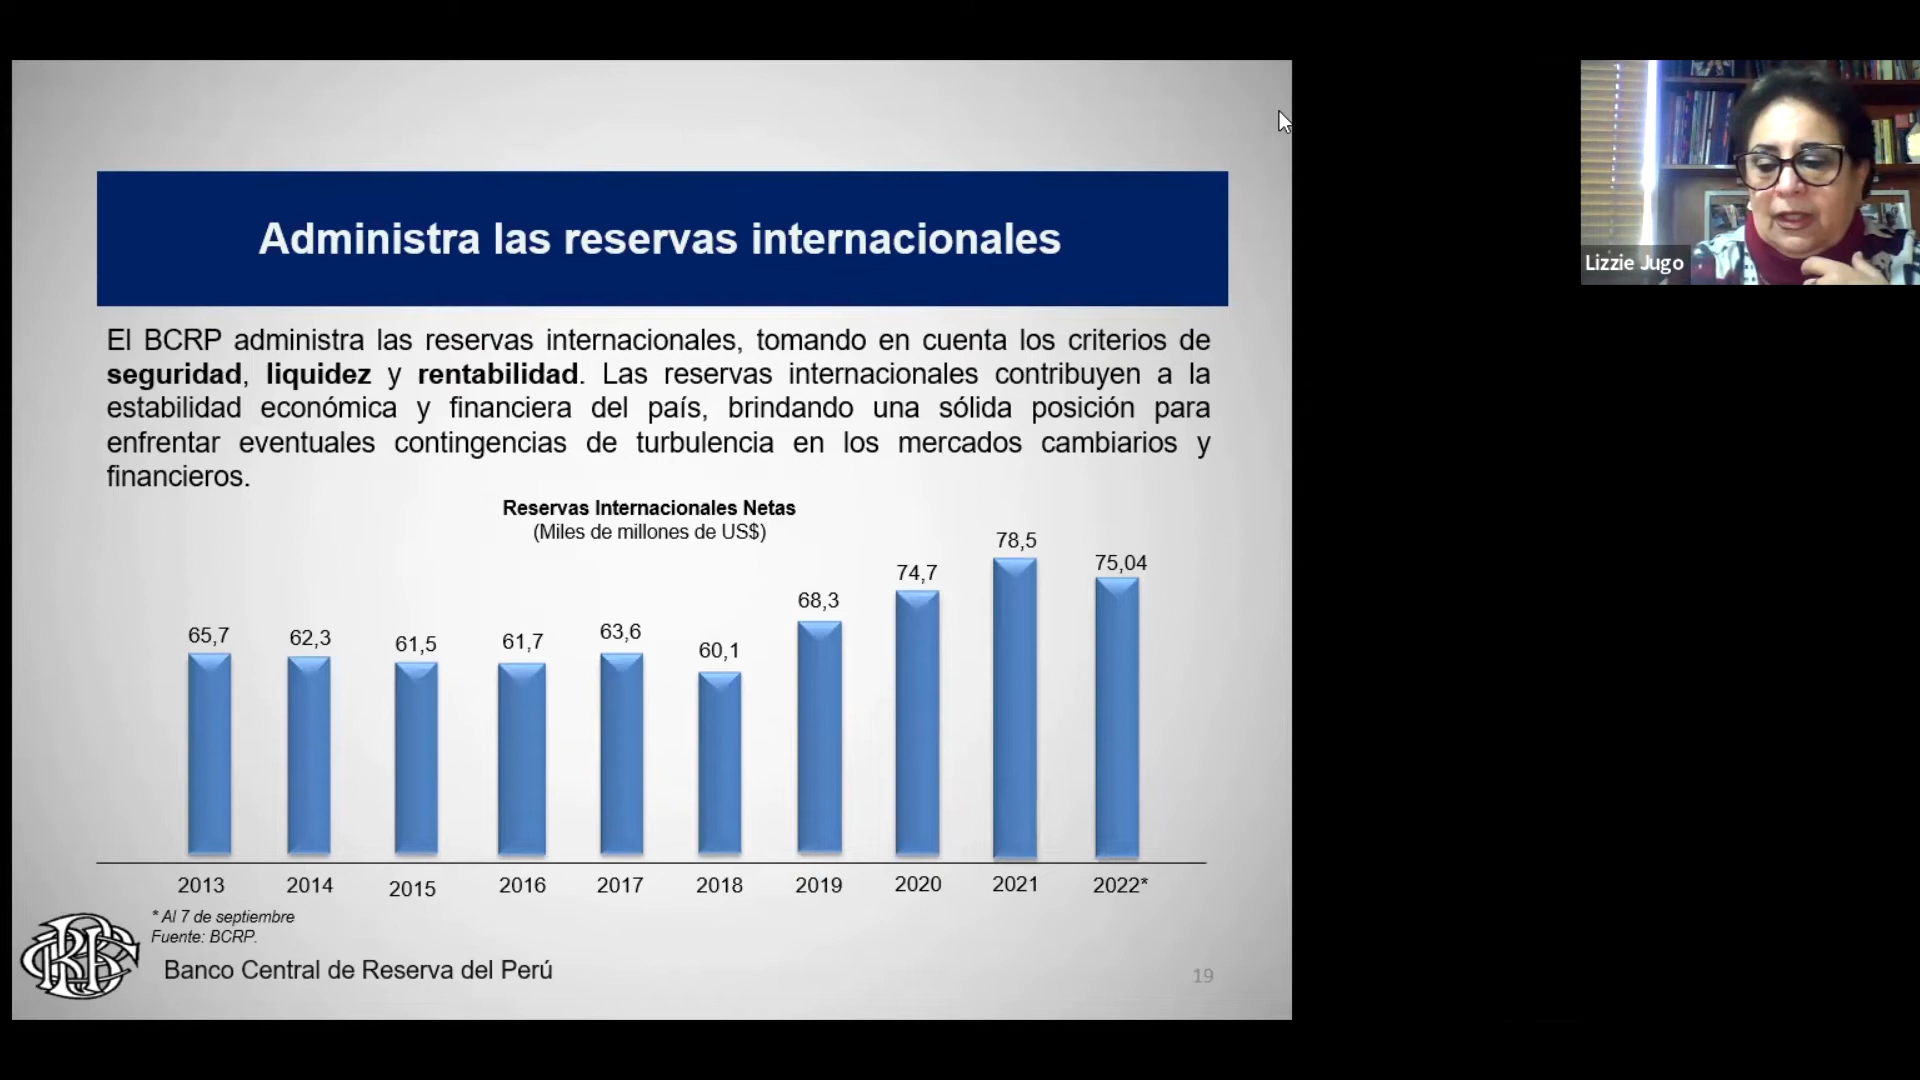 Administra las reservas internacionales
El BCRP administra las reservas internacionales, tomando en cuenta los criterios de
seguridad, liquidez y rentabilidad. Las reservas internacionales contribuyen a la
estabilidad económica y financiera del país, brindando una sólida posición para
enfrentar eventuales contingencias de turbulencia en los mercados cambiarios y
financieros.
Reservas Internacionales Netas
(Miles de millones de US$)
65,7 62,3 61,5 61,7 63,6 60,1 68,3 74,7 78,5 75,04
2013 2014 2015 2016 2017 2018 2019 2020 2021 2022*
* Al 7 de septiembre
Fuente: BCRP.
Banco Central de Reserva del Perú
19
Lizzie Jugo